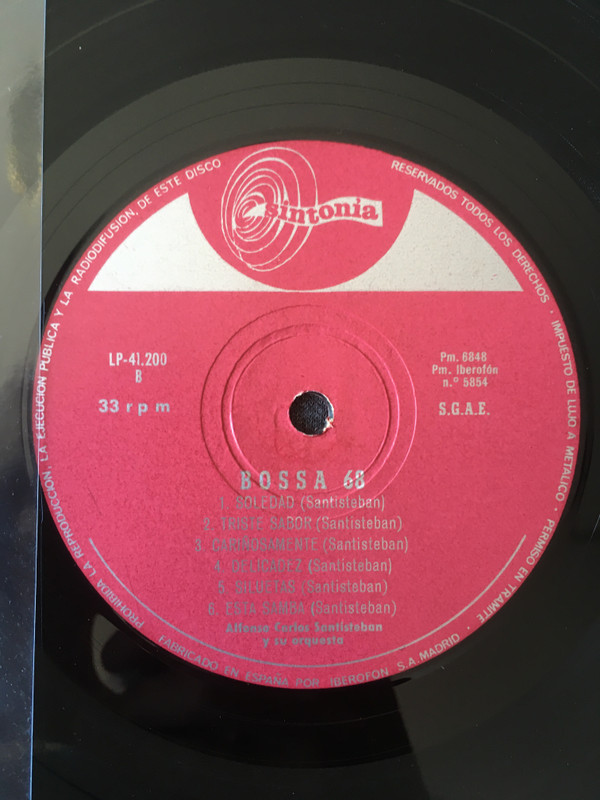 sintonia
PROHIBIDA LA REPRODUCCION, LA EJECUCION PUBLICA Y LA RADIODIFUSION, DE ESTE DISCO
RESERVADOS TODOS LOS DERECHOS · IMPUESTO DE LUJO A METALICO · PERMISO EN TRAMITE ·
LP-41.200
B
33 rpm
Pm. 6848
Pm. Iberofón
n.º 5854
S.G.A.E.
BOSSA 68
1. SOLEDAD (Santisteban)
2. TRISTE SABOR (Santisteban)
3. CARIÑOSAMENTE (Santisteban)
4. DELICADEZ (Santisteban)
5. SILUETAS (Santisteban)
6. ESTA SAMBA (Santisteban)
Alfonso Carlos Santisteban
y su orquesta
FABRICADO EN ESPAÑA POR IBEROFON S.A. MADRID